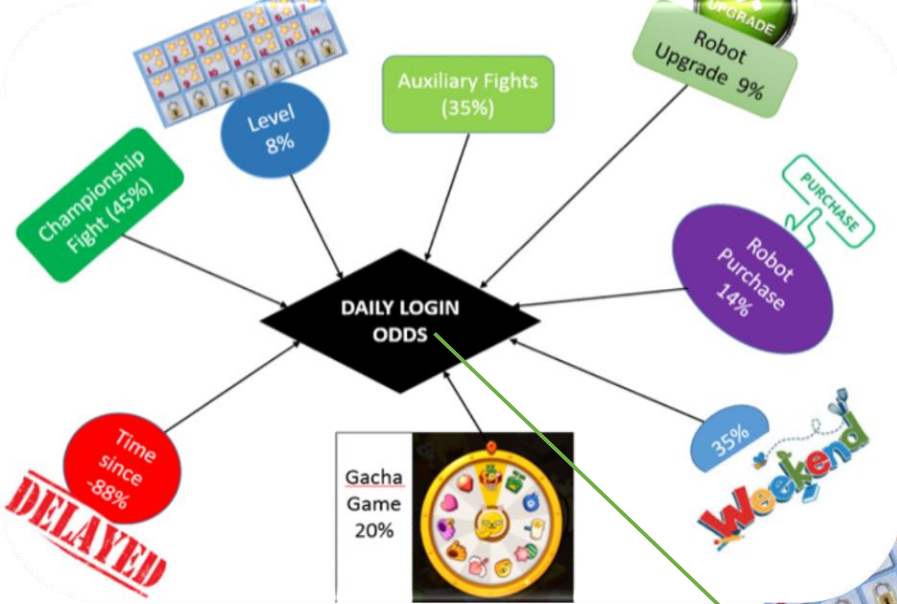 UPGRADE
Robot
Upgrade 9%
Auxiliary Fights
(35%)
Level
8%
Championship
Fight (45%)
PURCHASE
Robot
Purchase
14%
DAILY LOGIN
ODDS
35%
Weekend
Time
since
-88%
DELAYED
Gacha
Game
20%